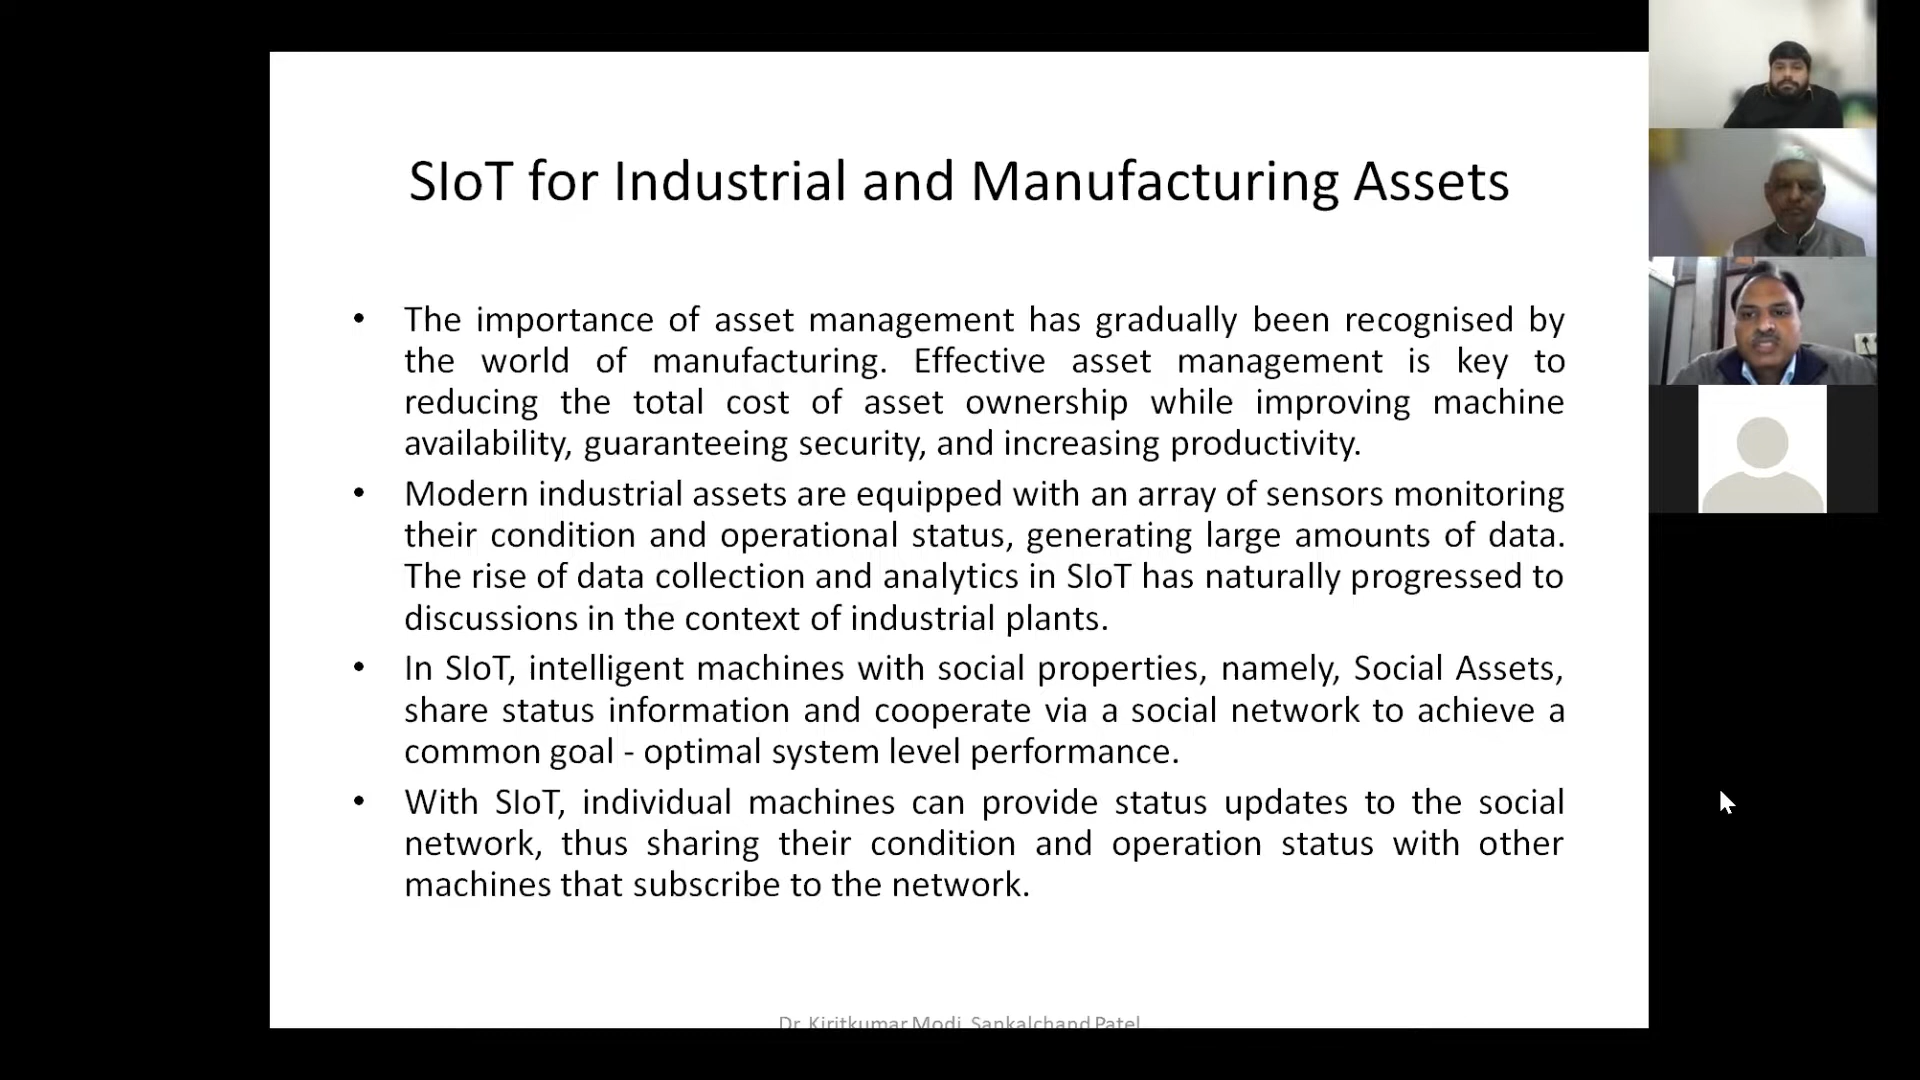 SIoT for Industrial and Manufacturing Assets
• The importance of asset management has gradually been recognised by
the world of manufacturing. Effective asset management is key to
reducing the total cost of asset ownership while improving machine
availability, guaranteeing security, and increasing productivity.
• Modern industrial assets are equipped with an array of sensors monitoring
their condition and operational status, generating large amounts of data.
The rise of data collection and analytics in SIoT has naturally progressed to
discussions in the context of industrial plants.
• In SIoT, intelligent machines with social properties, namely, Social Assets,
share status information and cooperate via a social network to achieve a
common goal - optimal system level performance.
• With SIoT, individual machines can provide status updates to the social
network, thus sharing their condition and operation status with other
machines that subscribe to the network.
Dr. Kiritkumar Modi, Sankalchand Patel